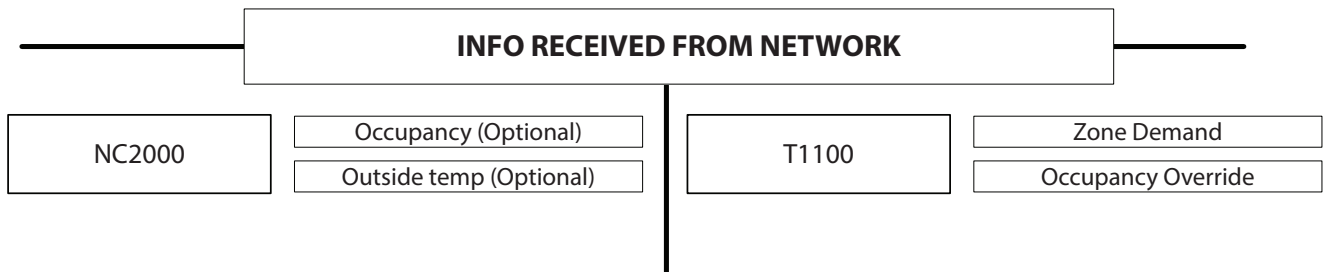 INFO RECEIVED FROM NETWORK
NC2000
Occupancy (Optional)
Outside temp (Optional)
T1100
Zone Demand
Occupancy Override